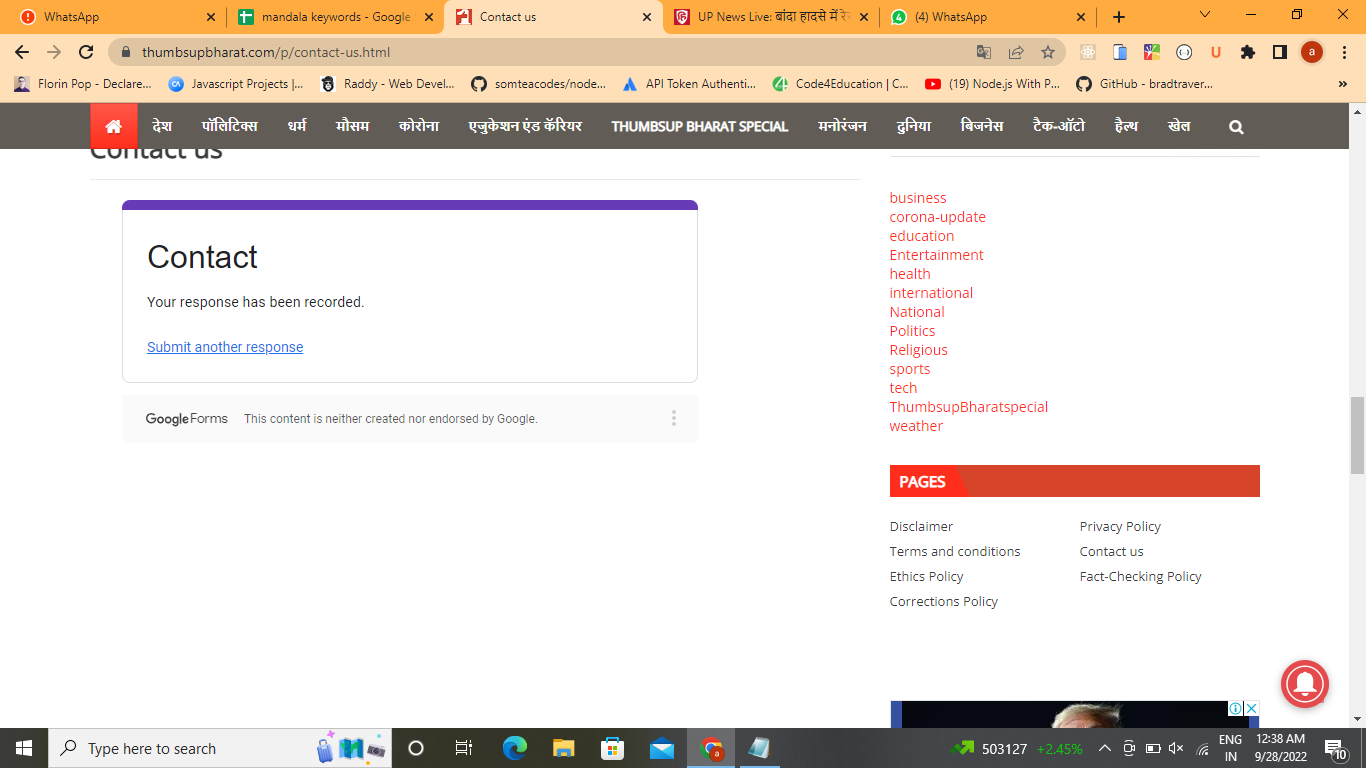 WhatsApp
mandala keywords - Google
Contact us
UP News Live: बांदा हादसे में रे
(4) WhatsApp
thumbsupbharat.com/p/contact-us.html
Florin Pop - Declare...
Javascript Projects |...
Raddy - Web Devel...
somteacodes/node...
API Token Authenti...
Code4Education | C...
(19) Node.js With P...
GitHub - bradtraver...
देश पॉलिटिक्स धर्म मौसम कोरोना एजुकेशन एंड कॅरियर THUMBSUP BHARAT SPECIAL मनोरंजन दुनिया बिजनेस टैक-ऑटो हैल्थ खेल
Contact us
Contact
Your response has been recorded.
Submit another response
Google Forms This content is neither created nor endorsed by Google.
business
corona-update
education
Entertainment
health
international
National
Politics
Religious
sports
tech
ThumbsupBharatspecial
weather
PAGES
Disclaimer Privacy Policy
Terms and conditions Contact us
Ethics Policy Fact-Checking Policy
Corrections Policy
Type here to search
503127 +2.45%
ENG
IN
12:38 AM
9/28/2022
10